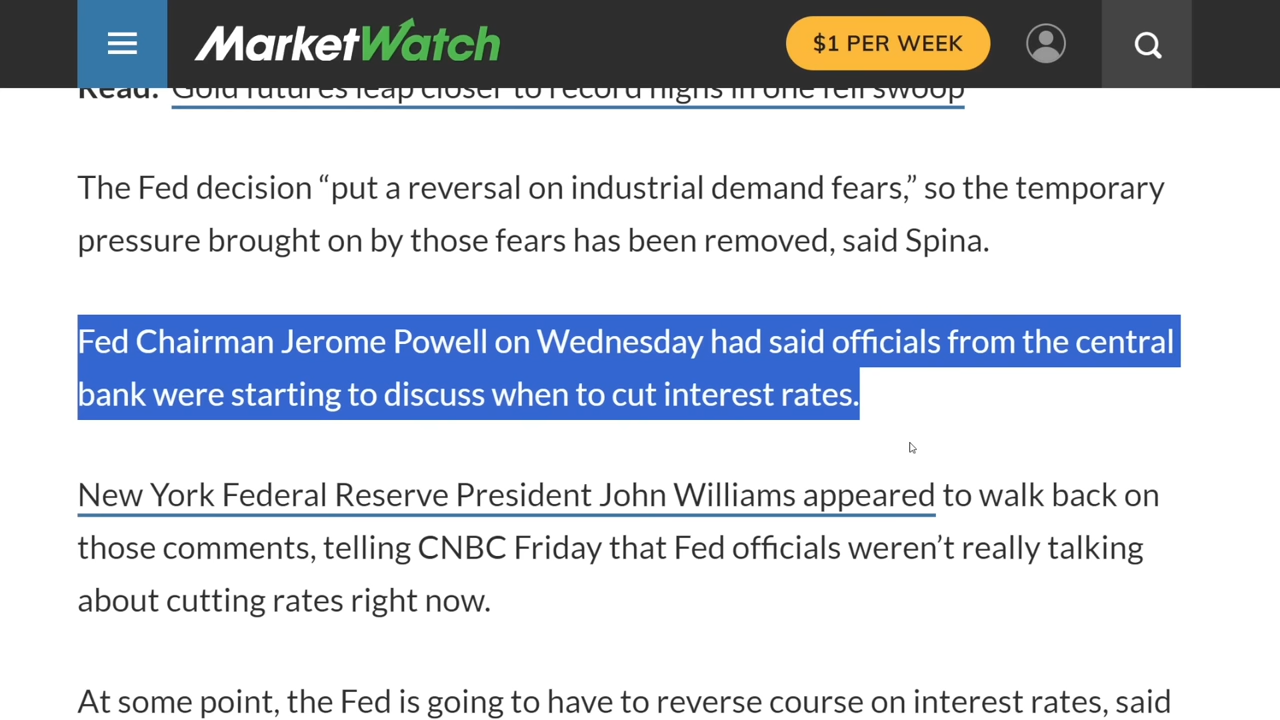 MarketWatch
$1 PER WEEK
Read: Gold futures leap closer to record highs in one fell swoop
The Fed decision “put a reversal on industrial demand fears,” so the temporary
pressure brought on by those fears has been removed, said Spina.
Fed Chairman Jerome Powell on Wednesday had said officials from the central
bank were starting to discuss when to cut interest rates.
New York Federal Reserve President John Williams appeared to walk back on
those comments, telling CNBC Friday that Fed officials weren’t really talking
about cutting rates right now.
At some point, the Fed is going to have to reverse course on interest rates, said